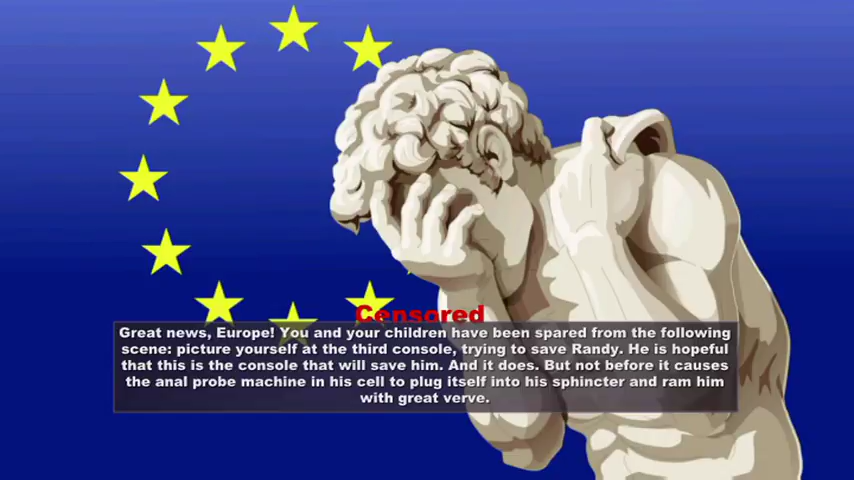 Censored
Great news, Europe! You and your children have been spared from the following
scene: picture yourself at the third console, trying to save Randy. He is hopeful
that this is the console that will save him. And it does. But not before it causes
the anal probe machine in his cell to plug itself into his sphincter and ram him
with great verve.